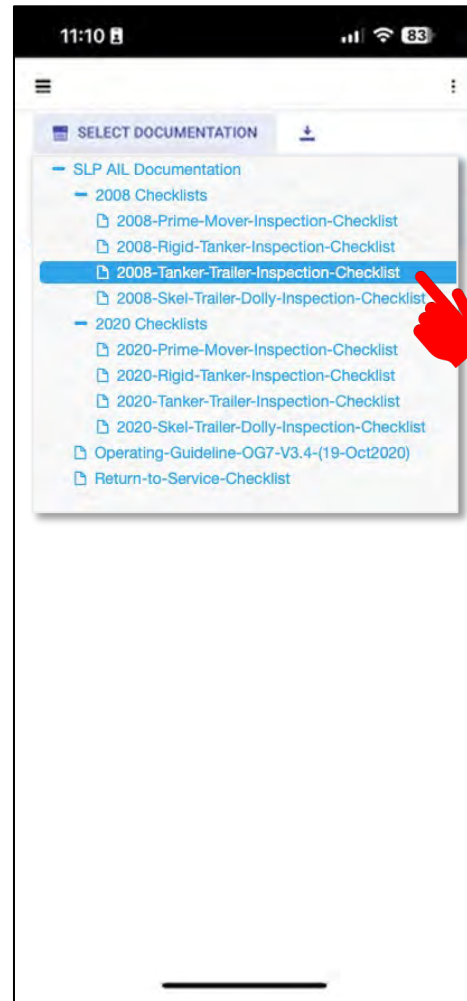 11:10
83
SELECT DOCUMENTATION
SLP AIL Documentation
2008 Checklists
2008-Prime-Mover-Inspection-Checklist
2008-Rigid-Tanker-Inspection-Checklist
2008-Tanker-Trailer-Inspection-Checklist
2008-Skel-Trailer-Dolly-Inspection-Checklist
2020 Checklists
2020-Prime-Mover-Inspection-Checklist
2020-Rigid-Tanker-Inspection-Checklist
2020-Tanker-Trailer-Inspection-Checklist
2020-Skel-Trailer-Dolly-Inspection-Checklist
Operating-Guideline-OG7-V3.4-(19-Oct2020)
Return-to-Service-Checklist